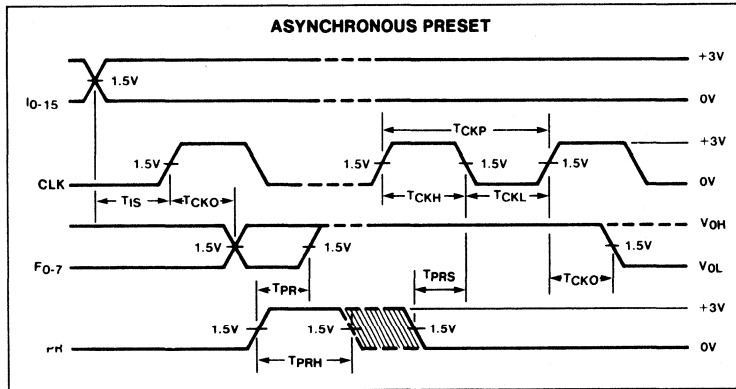 ASYNCHRONOUS PRESET
+3V
1.5V
I0-15
0V
TCKP
+3V
1.5V
1.5V
1.5V
1.5V
CLK
0V
TIS
TCKO
TCKH
TCKL
VOH
1.5V
1.5V
1.5V
F0-7
VOL
TPR
TPRS
TCKO
+3V
1.5V
1.5V
1.5V
PR
0V
TPRH